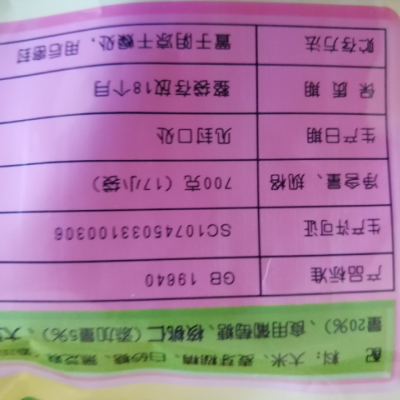 配 料：大米、麦芽糊精、白砂糖、黑芝麻
量20%）、食用葡萄糖、核桃仁（添加量5%）、大
产品标准 GB 19640
生产许可证 SC10745033100306
净含量、规格 700克（17小袋）
生产日期 见封口处
保 质 期 整袋存放18个月
贮存方法 置于阴凉干燥处，用后密封